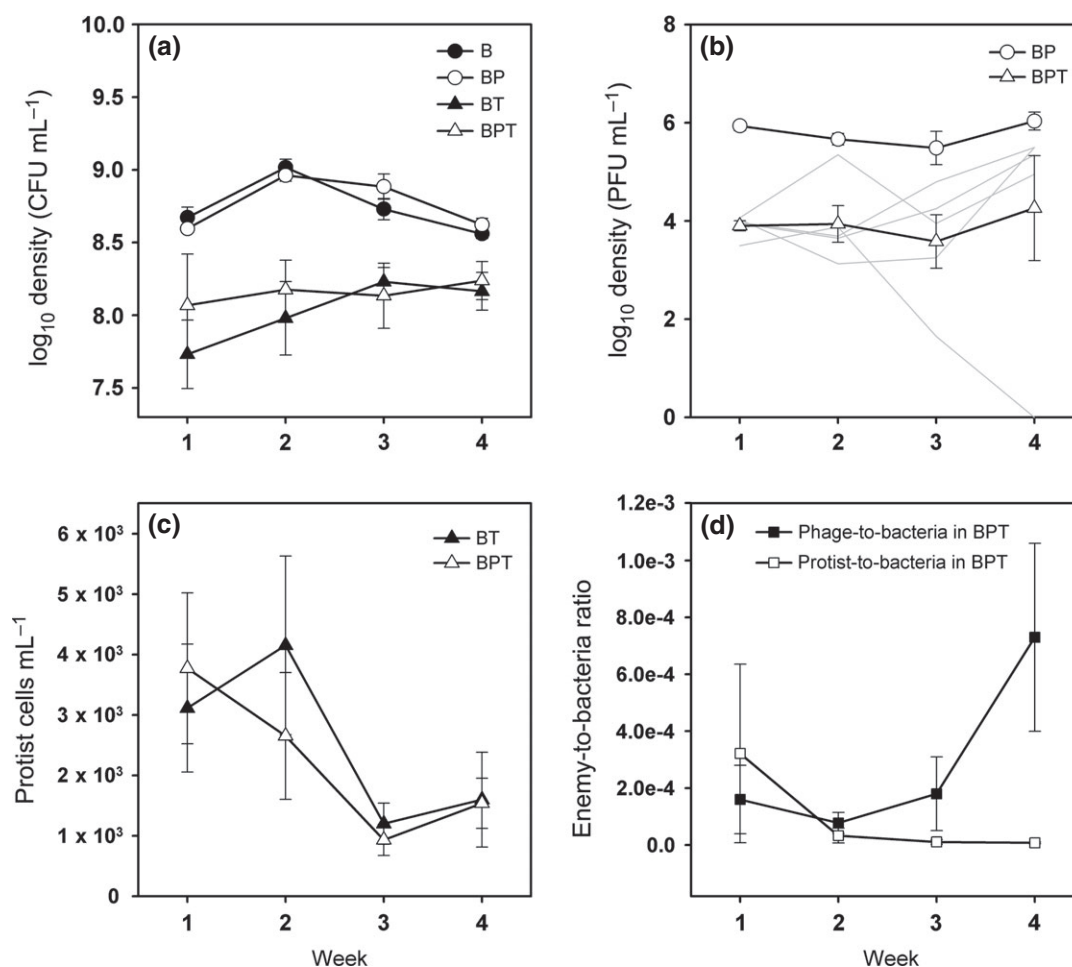 (a)
10.0
9.5
9.0
8.5
8.0
7.5
log₁₀ density (CFU mL⁻¹)
B
BP
BT
BPT
1 2 3 4
(b)
8
6
4
2
0
log₁₀ density (PFU mL⁻¹)
BP
BPT
1 2 3 4
(c)
6 x 10³
5 x 10³
4 x 10³
3 x 10³
2 x 10³
1 x 10³
0
Protist cells mL⁻¹
BT
BPT
1 2 3 4
Week
(d)
1.2e-3
1.0e-3
8.0e-4
6.0e-4
4.0e-4
2.0e-4
0.0
Enemy-to-bacteria ratio
Phage-to-bacteria in BPT
Protist-to-bacteria in BPT
1 2 3 4
Week